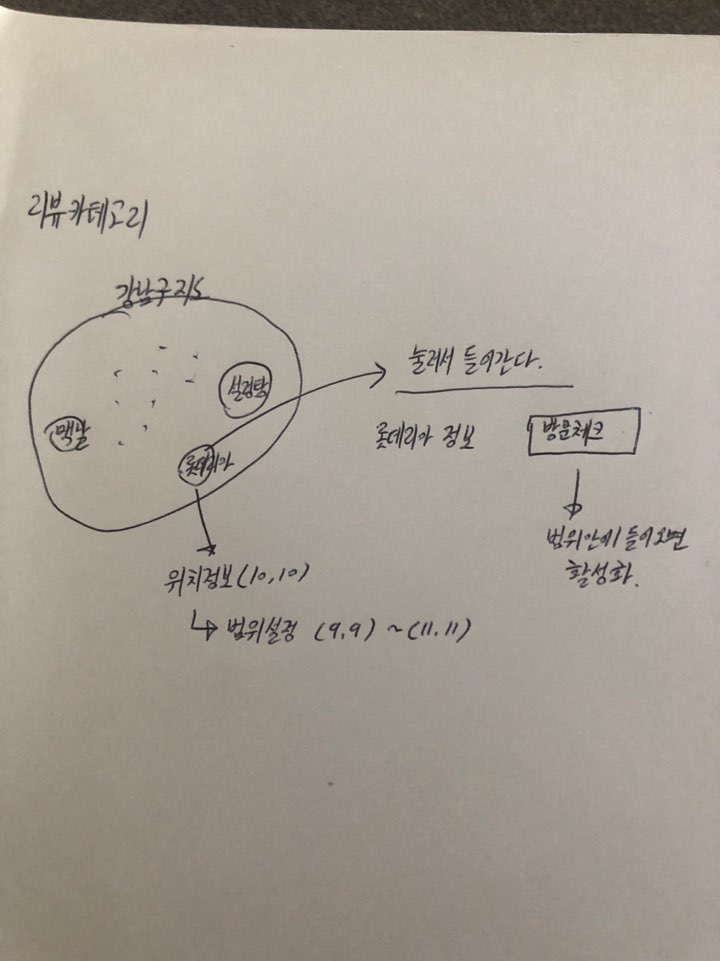 리뷰카테고리
강남구 지도
설렁탕
맥날
롯데리아
눌러서 들어간다.
롯데리아 정보
방문체크
범위안에 들어오면
활성화.
위치정보(10,10)
범위설정 (9,9) ~ (11,11)